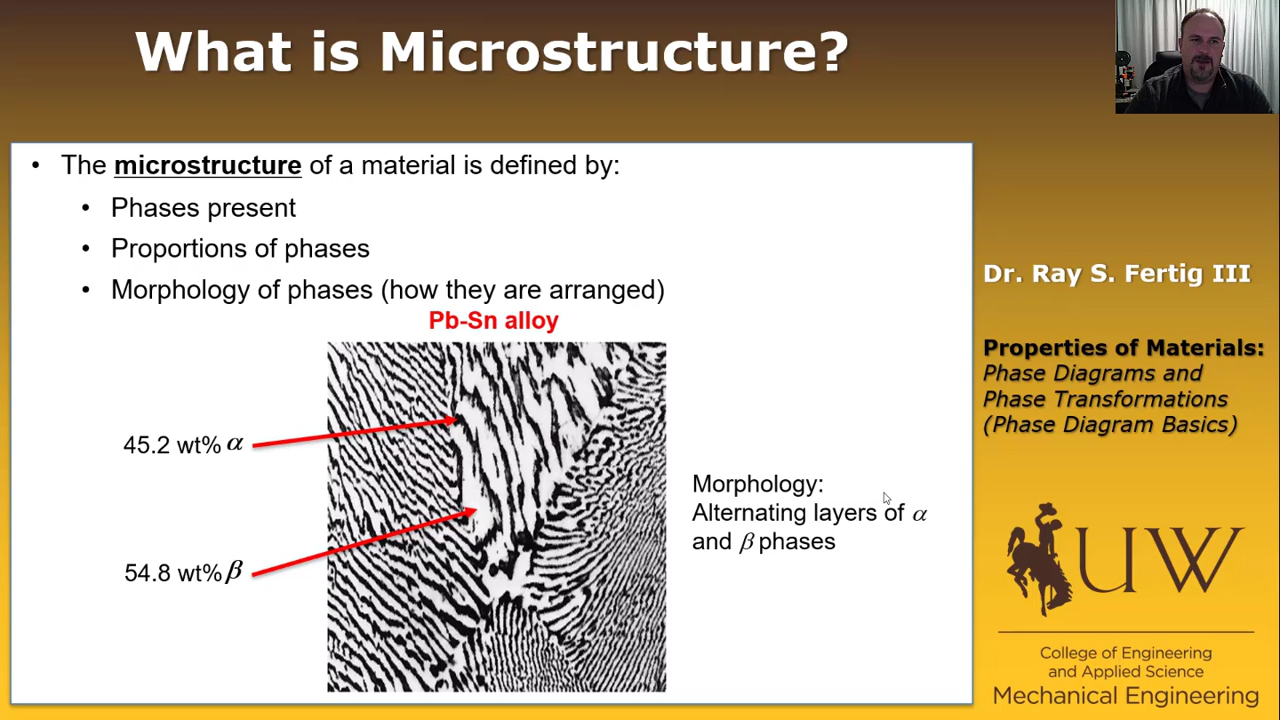 What is Microstructure?
• The microstructure of a material is defined by:
• Phases present
• Proportions of phases
• Morphology of phases (how they are arranged)
Pb-Sn alloy
45.2 wt% α
54.8 wt% β
Morphology:
Alternating layers of α
and β phases
Dr. Ray S. Fertig III
Properties of Materials:
Phase Diagrams and
Phase Transformations
(Phase Diagram Basics)
UW
College of Engineering
and Applied Science
Mechanical Engineering